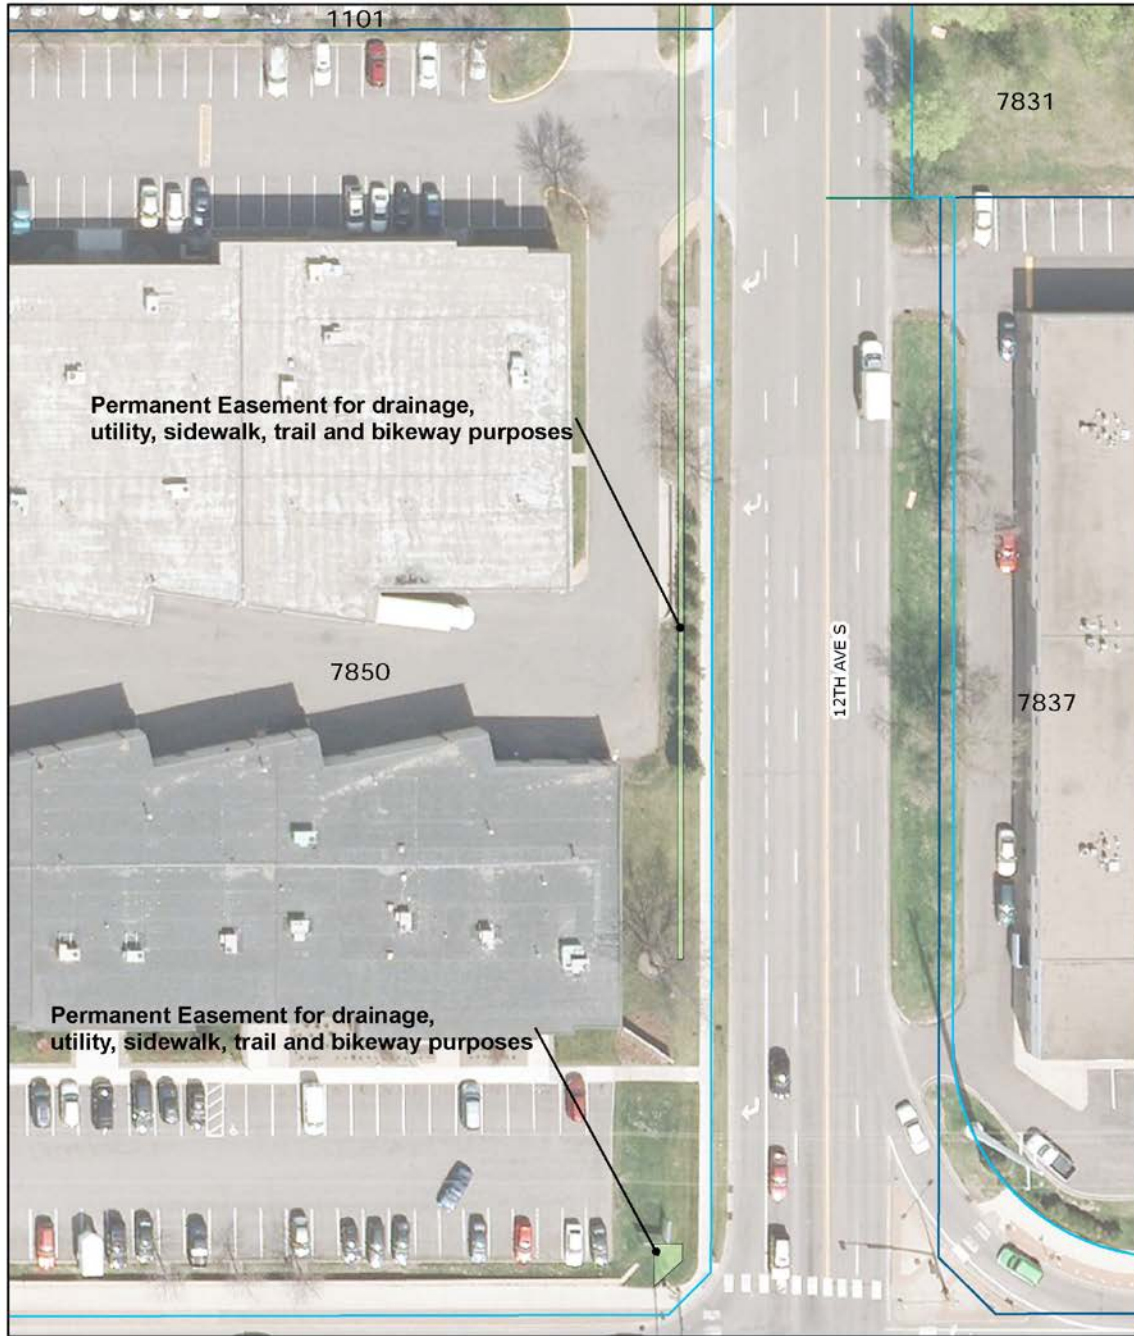 1101
7831
Permanent Easement for drainage,
utility, sidewalk, trail and bikeway purposes
12TH AVE S
7850
7837
Permanent Easement for drainage,
utility, sidewalk, trail and bikeway purposes